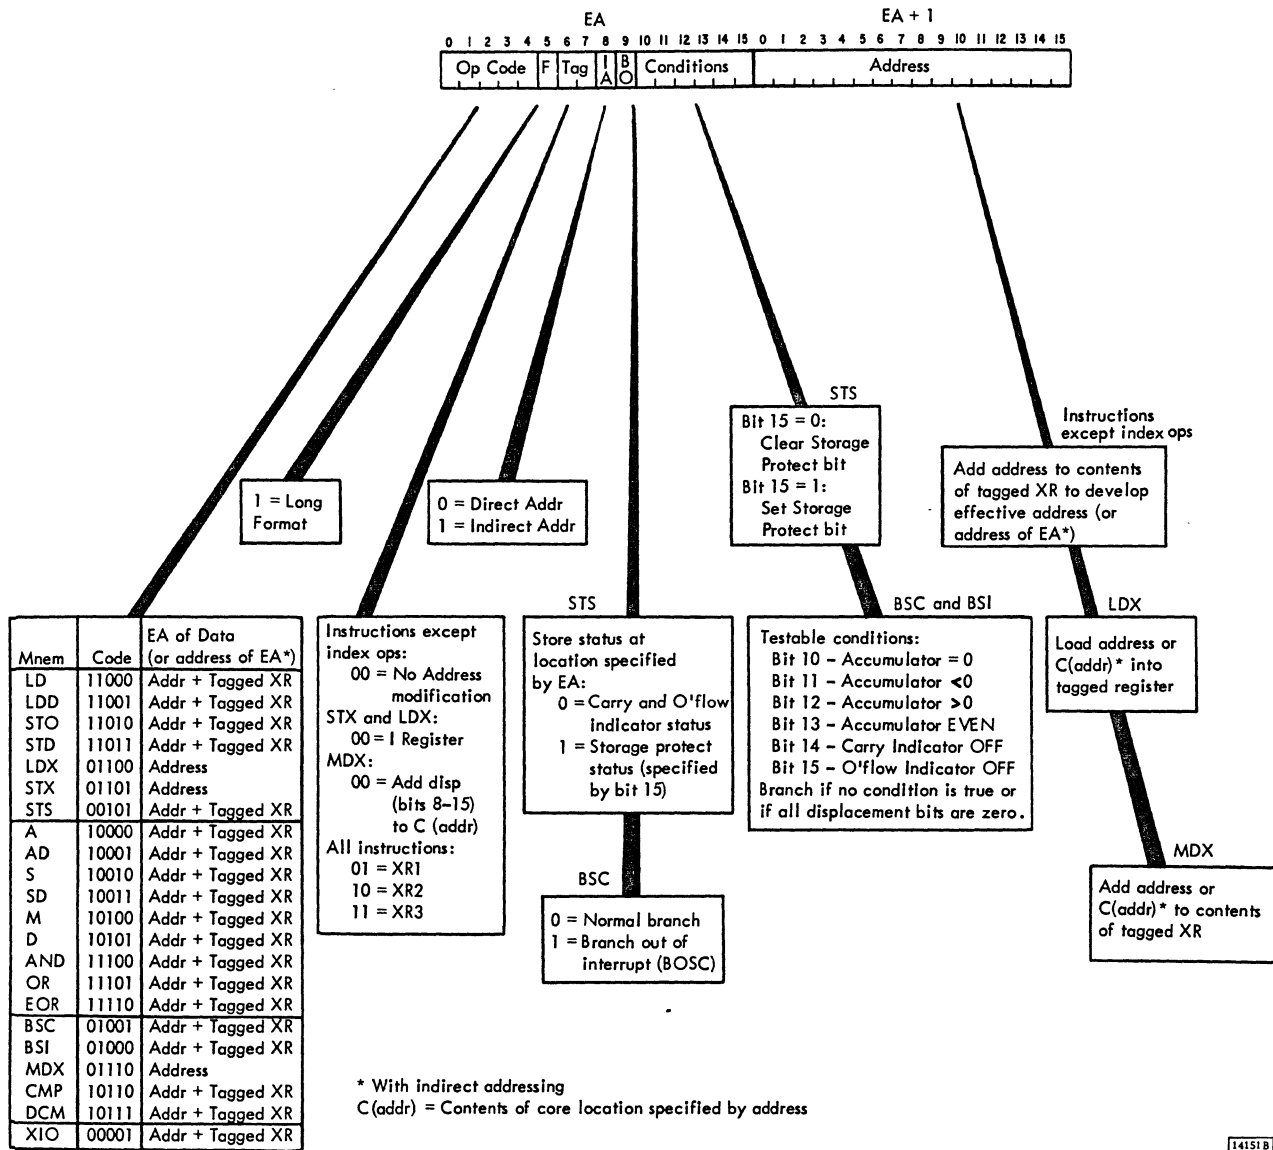 EA
EA + 1
0 1 2 3 4 5 6 7 8 9 10 11 12 13 14 15 0 1 2 3 4 5 6 7 8 9 10 11 12 13 14 15
Op Code F Tag IA BO Conditions Address
STS
Bit 15 = 0:
Clear Storage
Protect bit
Bit 15 = 1:
Set Storage
Protect bit
Instructions
except index ops
Add address to contents
of tagged XR to develop
effective address (or
address of EA*)
1 = Long
Format
0 = Direct Addr
1 = Indirect Addr
Mnem Code EA of Data
(or address of EA*)
LD 11000 Addr + Tagged XR
LDD 11001 Addr + Tagged XR
STO 11010 Addr + Tagged XR
STD 11011 Addr + Tagged XR
LDX 01100 Address
STX 01101 Address
STS 00101 Addr + Tagged XR
A 10000 Addr + Tagged XR
AD 10001 Addr + Tagged XR
S 10010 Addr + Tagged XR
SD 10011 Addr + Tagged XR
M 10100 Addr + Tagged XR
D 10101 Addr + Tagged XR
AND 11100 Addr + Tagged XR
OR 11101 Addr + Tagged XR
EOR 11110 Addr + Tagged XR
BSC 01001 Addr + Tagged XR
BSI 01000 Addr + Tagged XR
MDX 01110 Address
CMP 10110 Addr + Tagged XR
DCM 10111 Addr + Tagged XR
XIO 00001 Addr + Tagged XR
Instructions except
index ops:
00 = No Address
modification
STX and LDX:
00 = I Register
MDX:
00 = Add disp
(bits 8-15)
to C (addr)
All instructions:
01 = XR1
10 = XR2
11 = XR3
STS
Store status at
location specified
by EA:
0 = Carry and O'flow
indicator status
1 = Storage protect
status (specified
by bit 15)
BSC
0 = Normal branch
1 = Branch out of
interrupt (BOSC)
BSC and BSI
Testable conditions:
Bit 10 - Accumulator = 0
Bit 11 - Accumulator <0
Bit 12 - Accumulator >0
Bit 13 - Accumulator EVEN
Bit 14 - Carry Indicator OFF
Bit 15 - O'flow Indicator OFF
Branch if no condition is true or
if all displacement bits are zero.
LDX
Load address or
C(addr)* into
tagged register
MDX
Add address or
C(addr)* to contents
of tagged XR
* With indirect addressing
C(addr) = Contents of core location specified by address
14151B